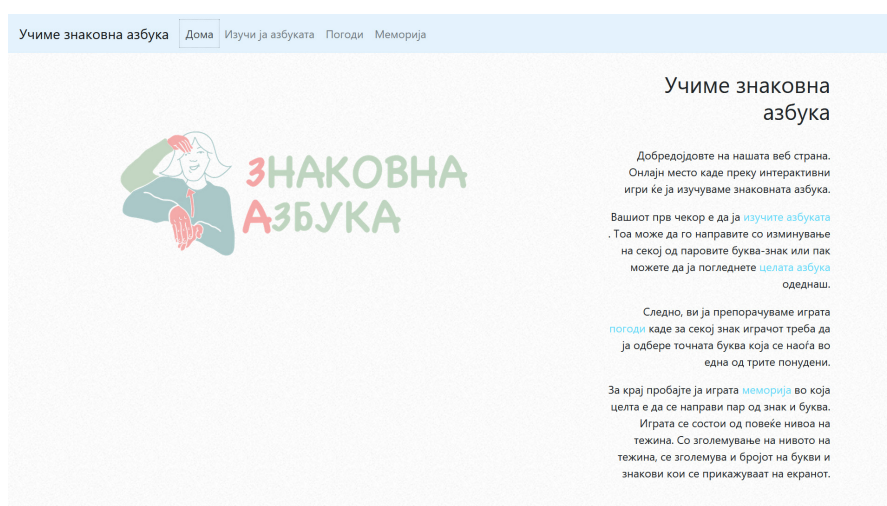 Учиме знаковна азбука Дома Изучи ја азбуката Погоди Меморија
ЗНАКОВНА
АЗБУКА
Учиме знаковна
азбука
Добредојдовте на нашата веб страна.
Онлајн место каде преку интерактивни
игри ќе ја изучуваме знаковната азбука.
Вашиот прв чекор е да ја изучите азбуката
. Тоа може да го направите со изминување
на секој од паровите буква-знак или пак
можете да ја погледнете целата азбука
одеднаш.
Следно, ви ја препорачуваме играта
погоди каде за секој знак играчот треба да
ја одбере точната буква која се наоѓа во
една од трите понудени.
За крај пробајте ја играта меморија во која
целта е да се направи пар од знак и буква.
Играта се состои од повеќе нивоа на
тежина. Со зголемување на нивото на
тежина, се зголемува и бројот на букви и
знакови кои се прикажуваат на екранот.